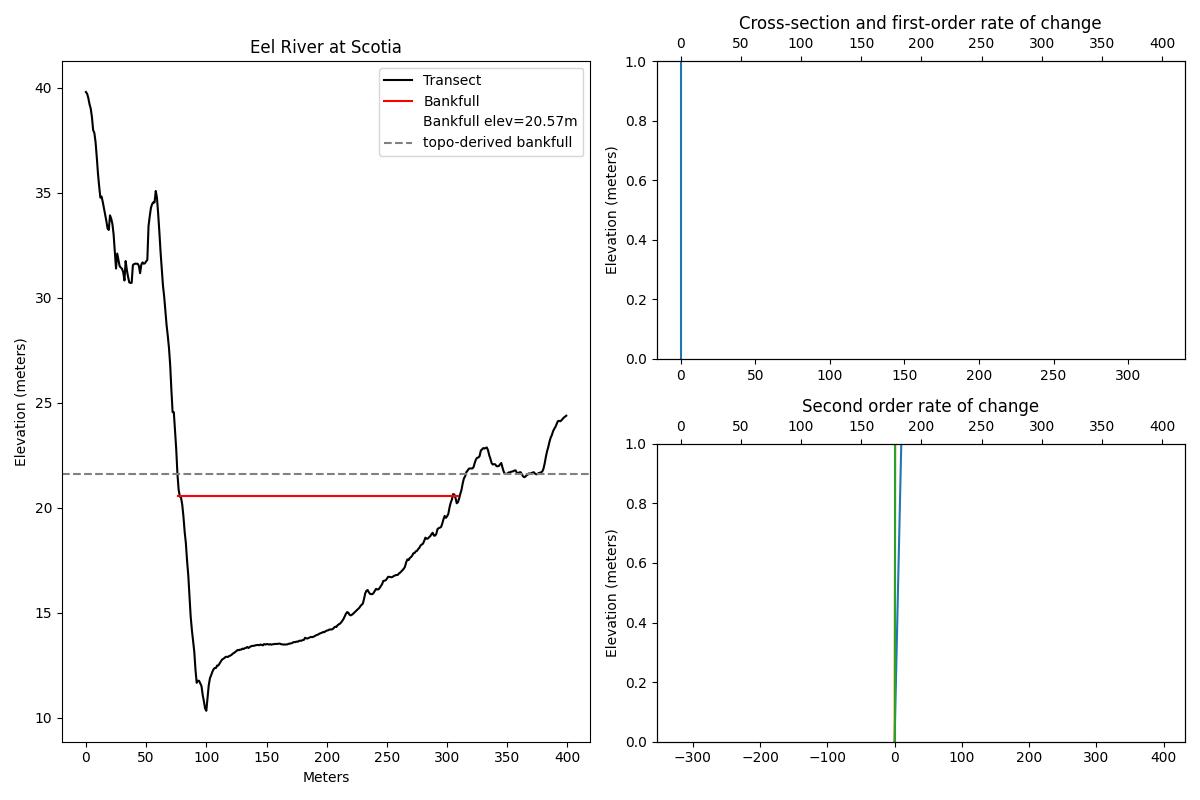 Eel River at Scotia
Elevation (meters)
40
35
30
25
20
15
10
0 50 100 150 200 250 300 350 400
Meters
Transect
Bankfull
Bankfull elev=20.57m
topo-derived bankfull
Cross-section and first-order rate of change
0 50 100 150 200 250 300 350 400
Elevation (meters)
1.0
0.8
0.6
0.4
0.2
0.0
0 50 100 150 200 250 300
Second order rate of change
0 50 100 150 200 250 300 350 400
Elevation (meters)
1.0
0.8
0.6
0.4
0.2
0.0
−300 −200 −100 0 100 200 300 400